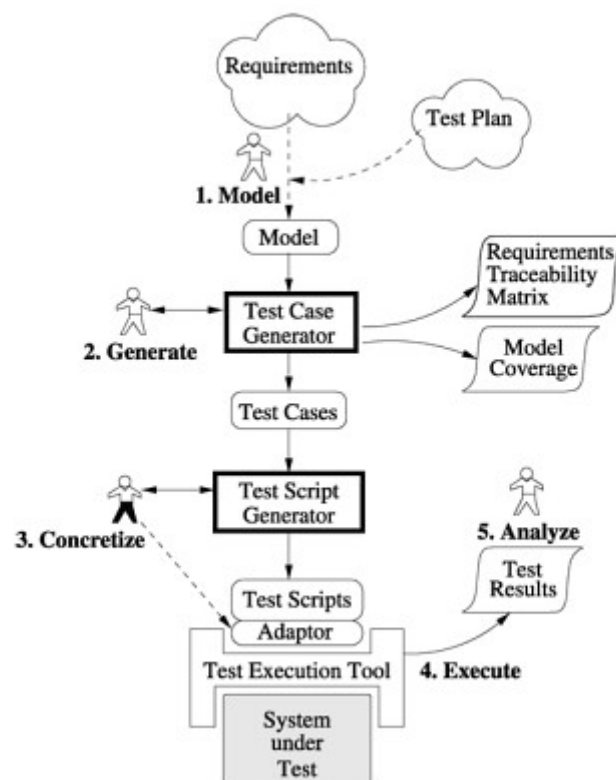 Requirements
Test Plan
1. Model
Model
Requirements
Traceability
Matrix
Test Case
Generator
2. Generate
Model
Coverage
Test Cases
Test Script
Generator
3. Concretize
5. Analyze
Test
Results
Test Scripts
Adaptor
Test Execution Tool
4. Execute
System
under
Test